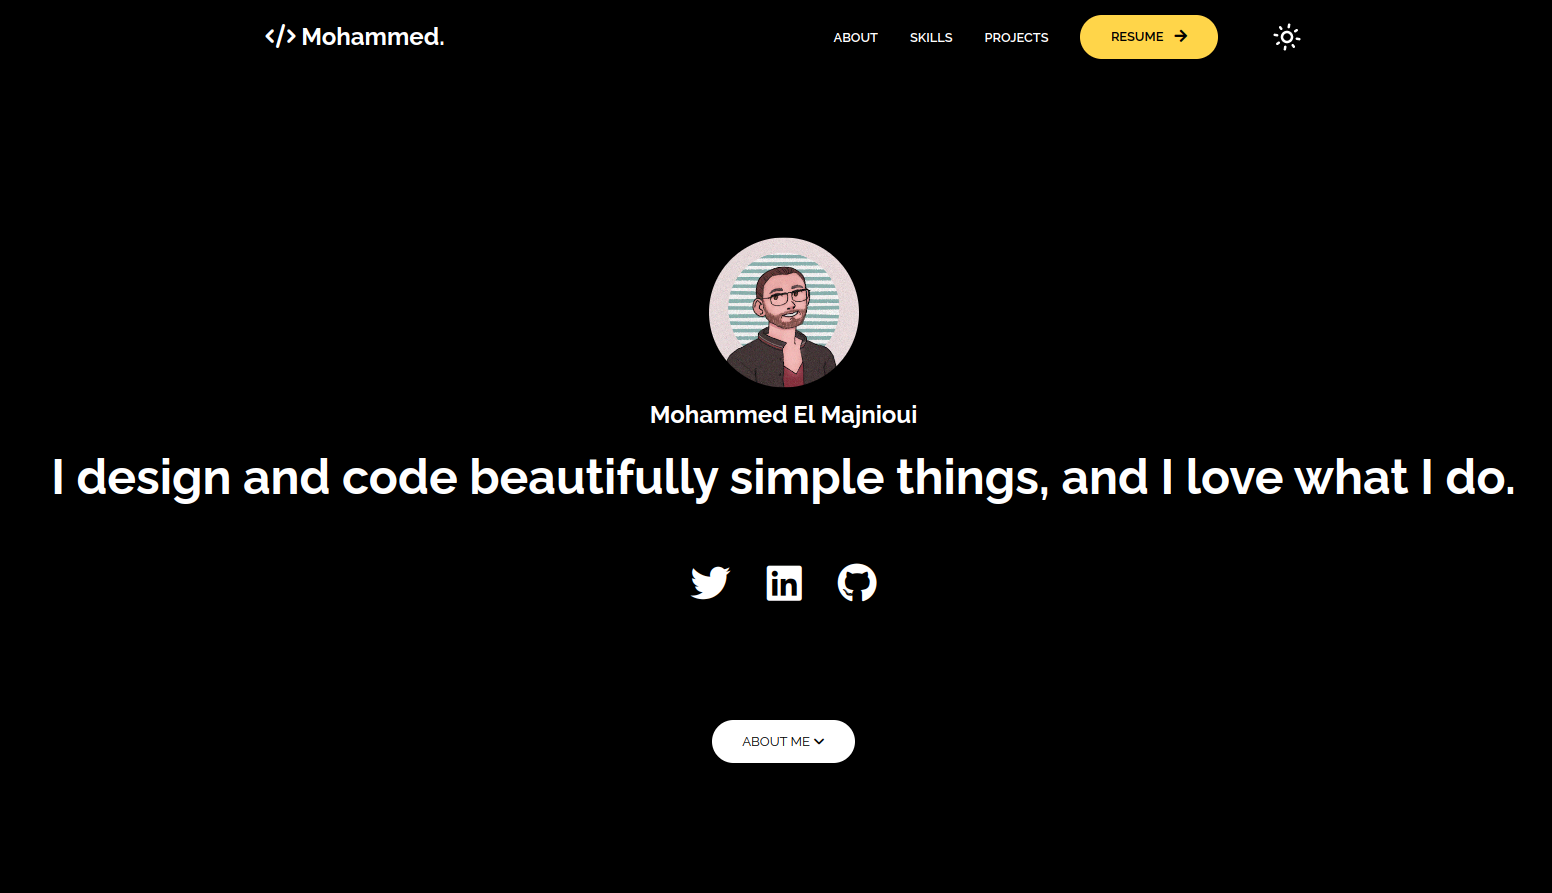 </> Mohammed.
ABOUT SKILLS PROJECTS RESUME
Mohammed El Majnioui
I design and code beautifully simple things, and I love what I do.
in
ABOUT ME